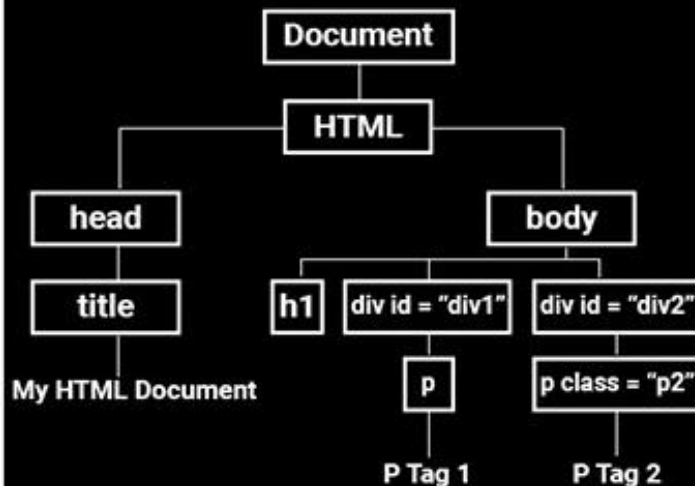 Document
HTML
head
body
title
h1
div id = “div1”
div id = “div2”
My HTML Document
p
p class = “p2”
P Tag 1
P Tag 2